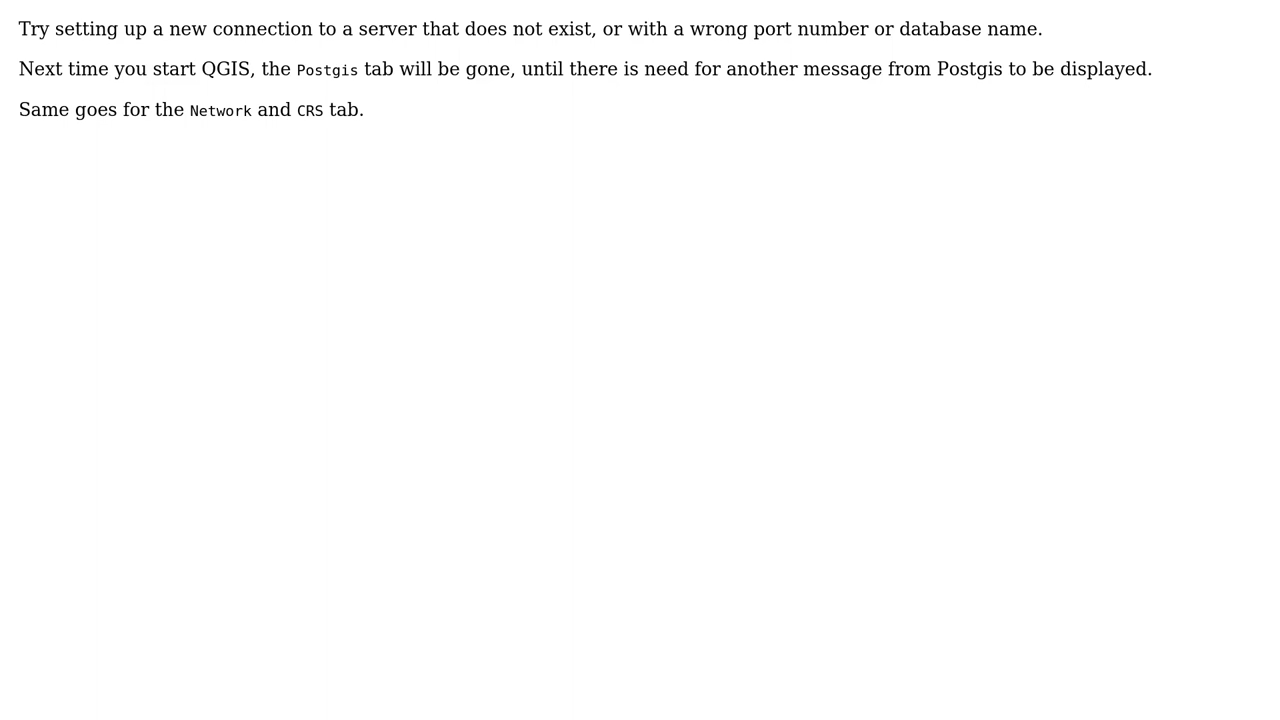 Try setting up a new connection to a server that does not exist, or with a wrong port number or database name.
Next time you start QGIS, the Postgis tab will be gone, until there is need for another message from Postgis to be displayed.
Same goes for the Network and CRS tab.